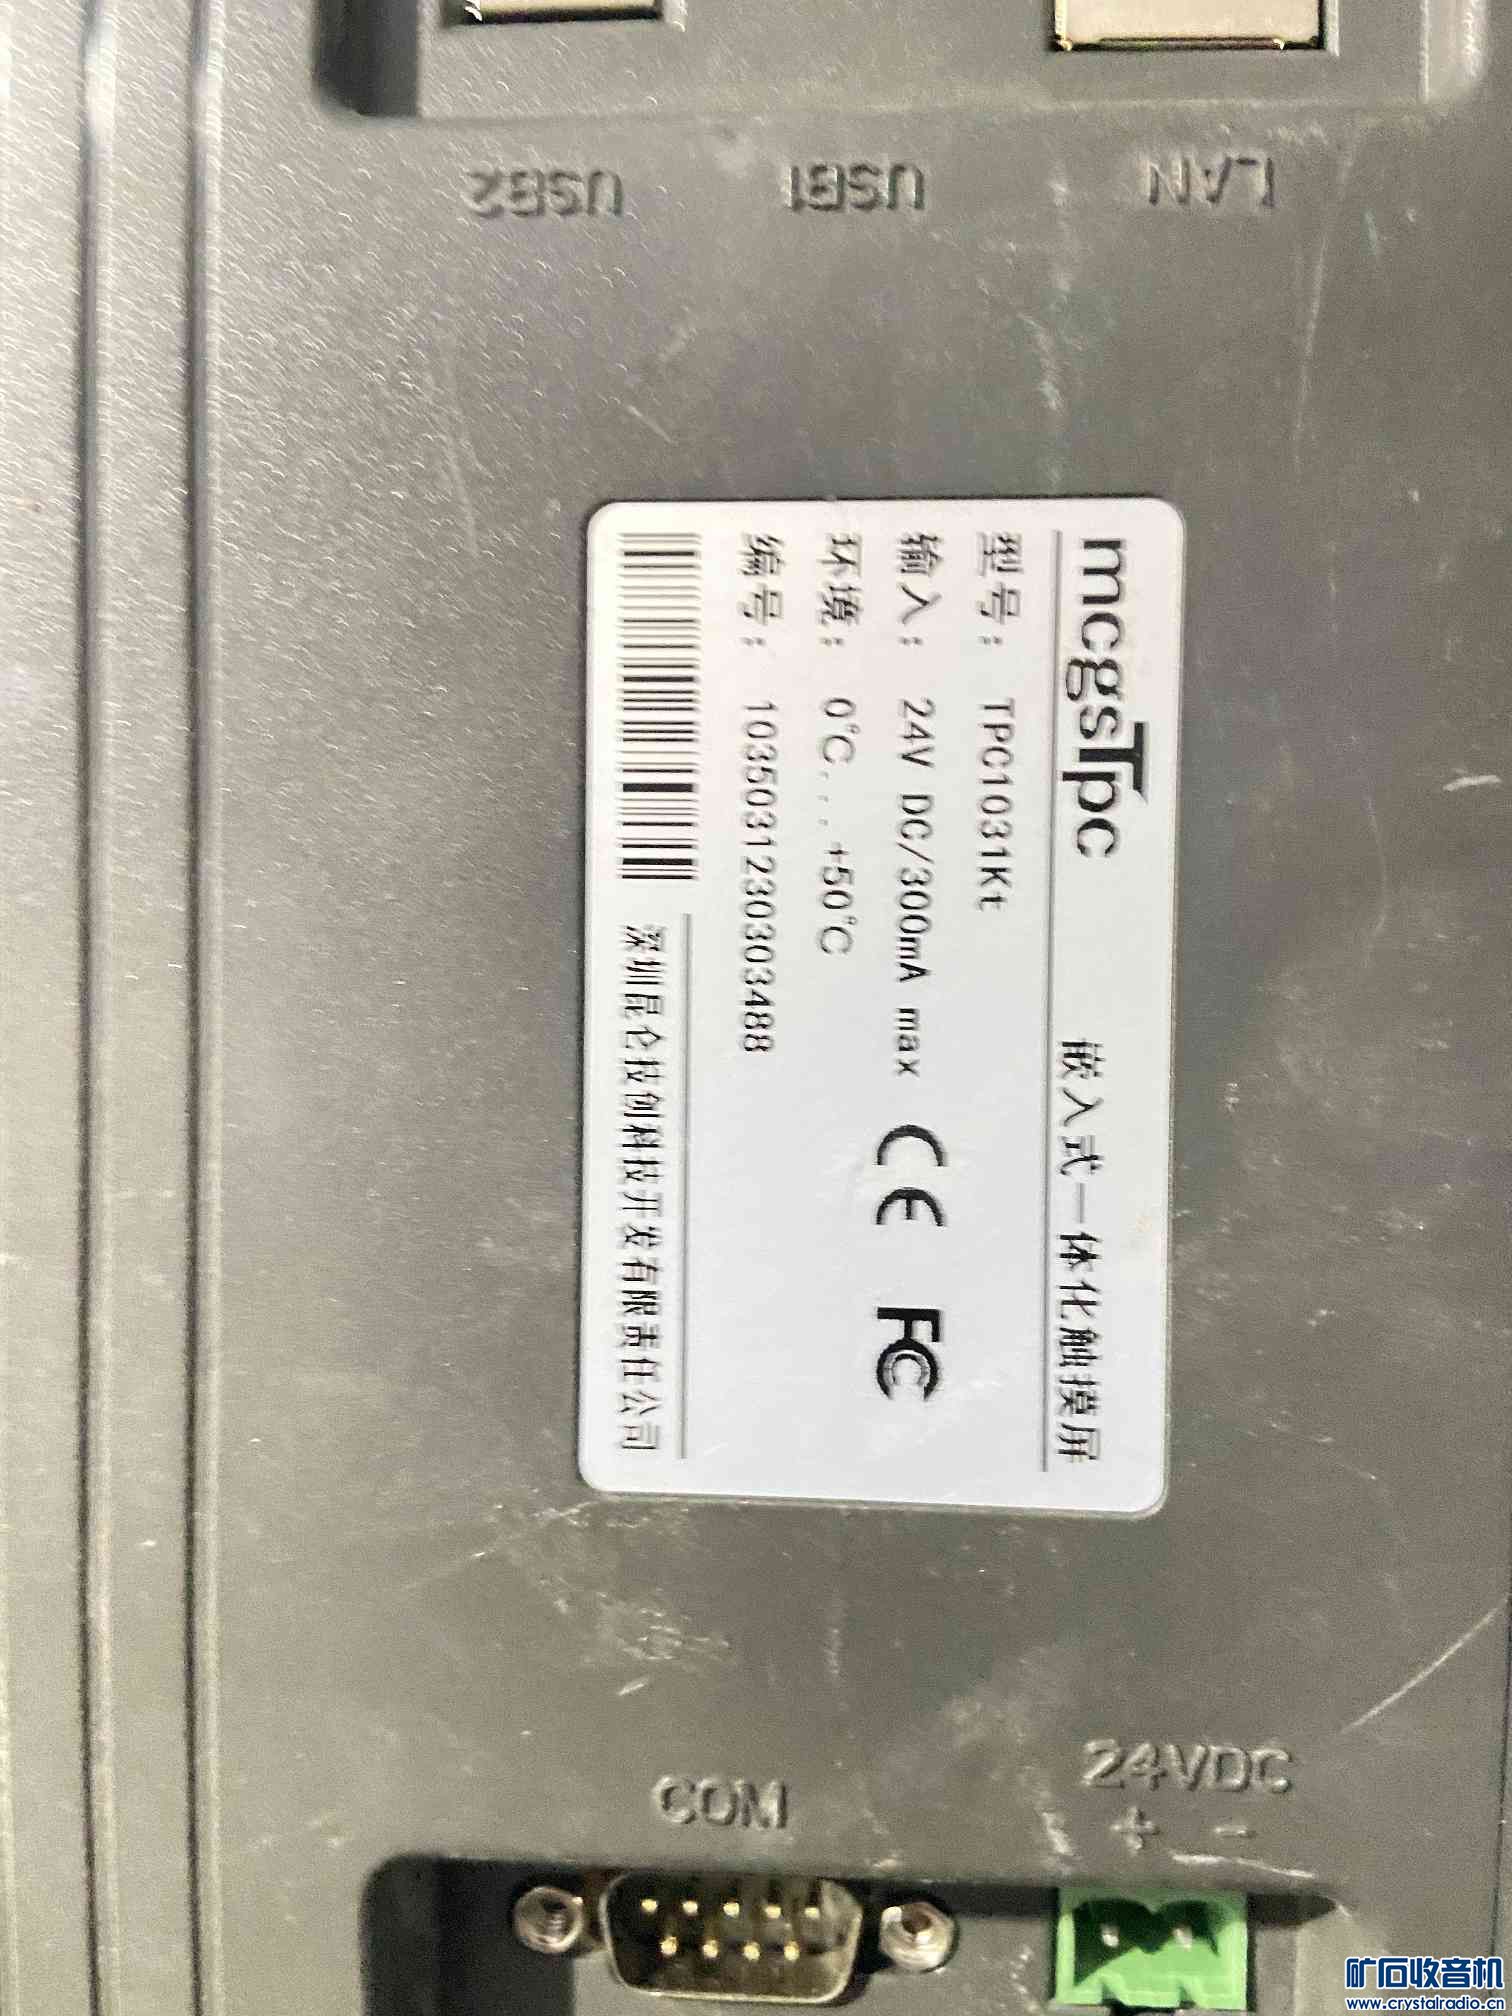 USB2
USB1
LAN
mcgsTpc 嵌入式一体化触摸屏
型号: TPC1031Kt
输入: 24V DC/300mA max CE FC
环境: 0℃...+50℃
编号: 1035031230303488
深圳昆仑技创科技开发有限责任公司
COM
24VDC
+ -
矿石收音机
www.crystalradio.cn